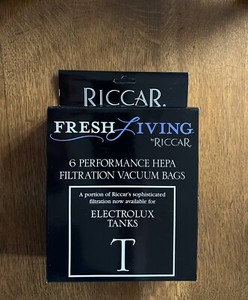 RICCAR.
FRESH LIVING
by RICCAR.
6 PERFORMANCE HEPA
FILTRATION VACUUM BAGS
A portion of Riccar's sophisticated
filtration now available for
ELECTROLUX
TANKS
T